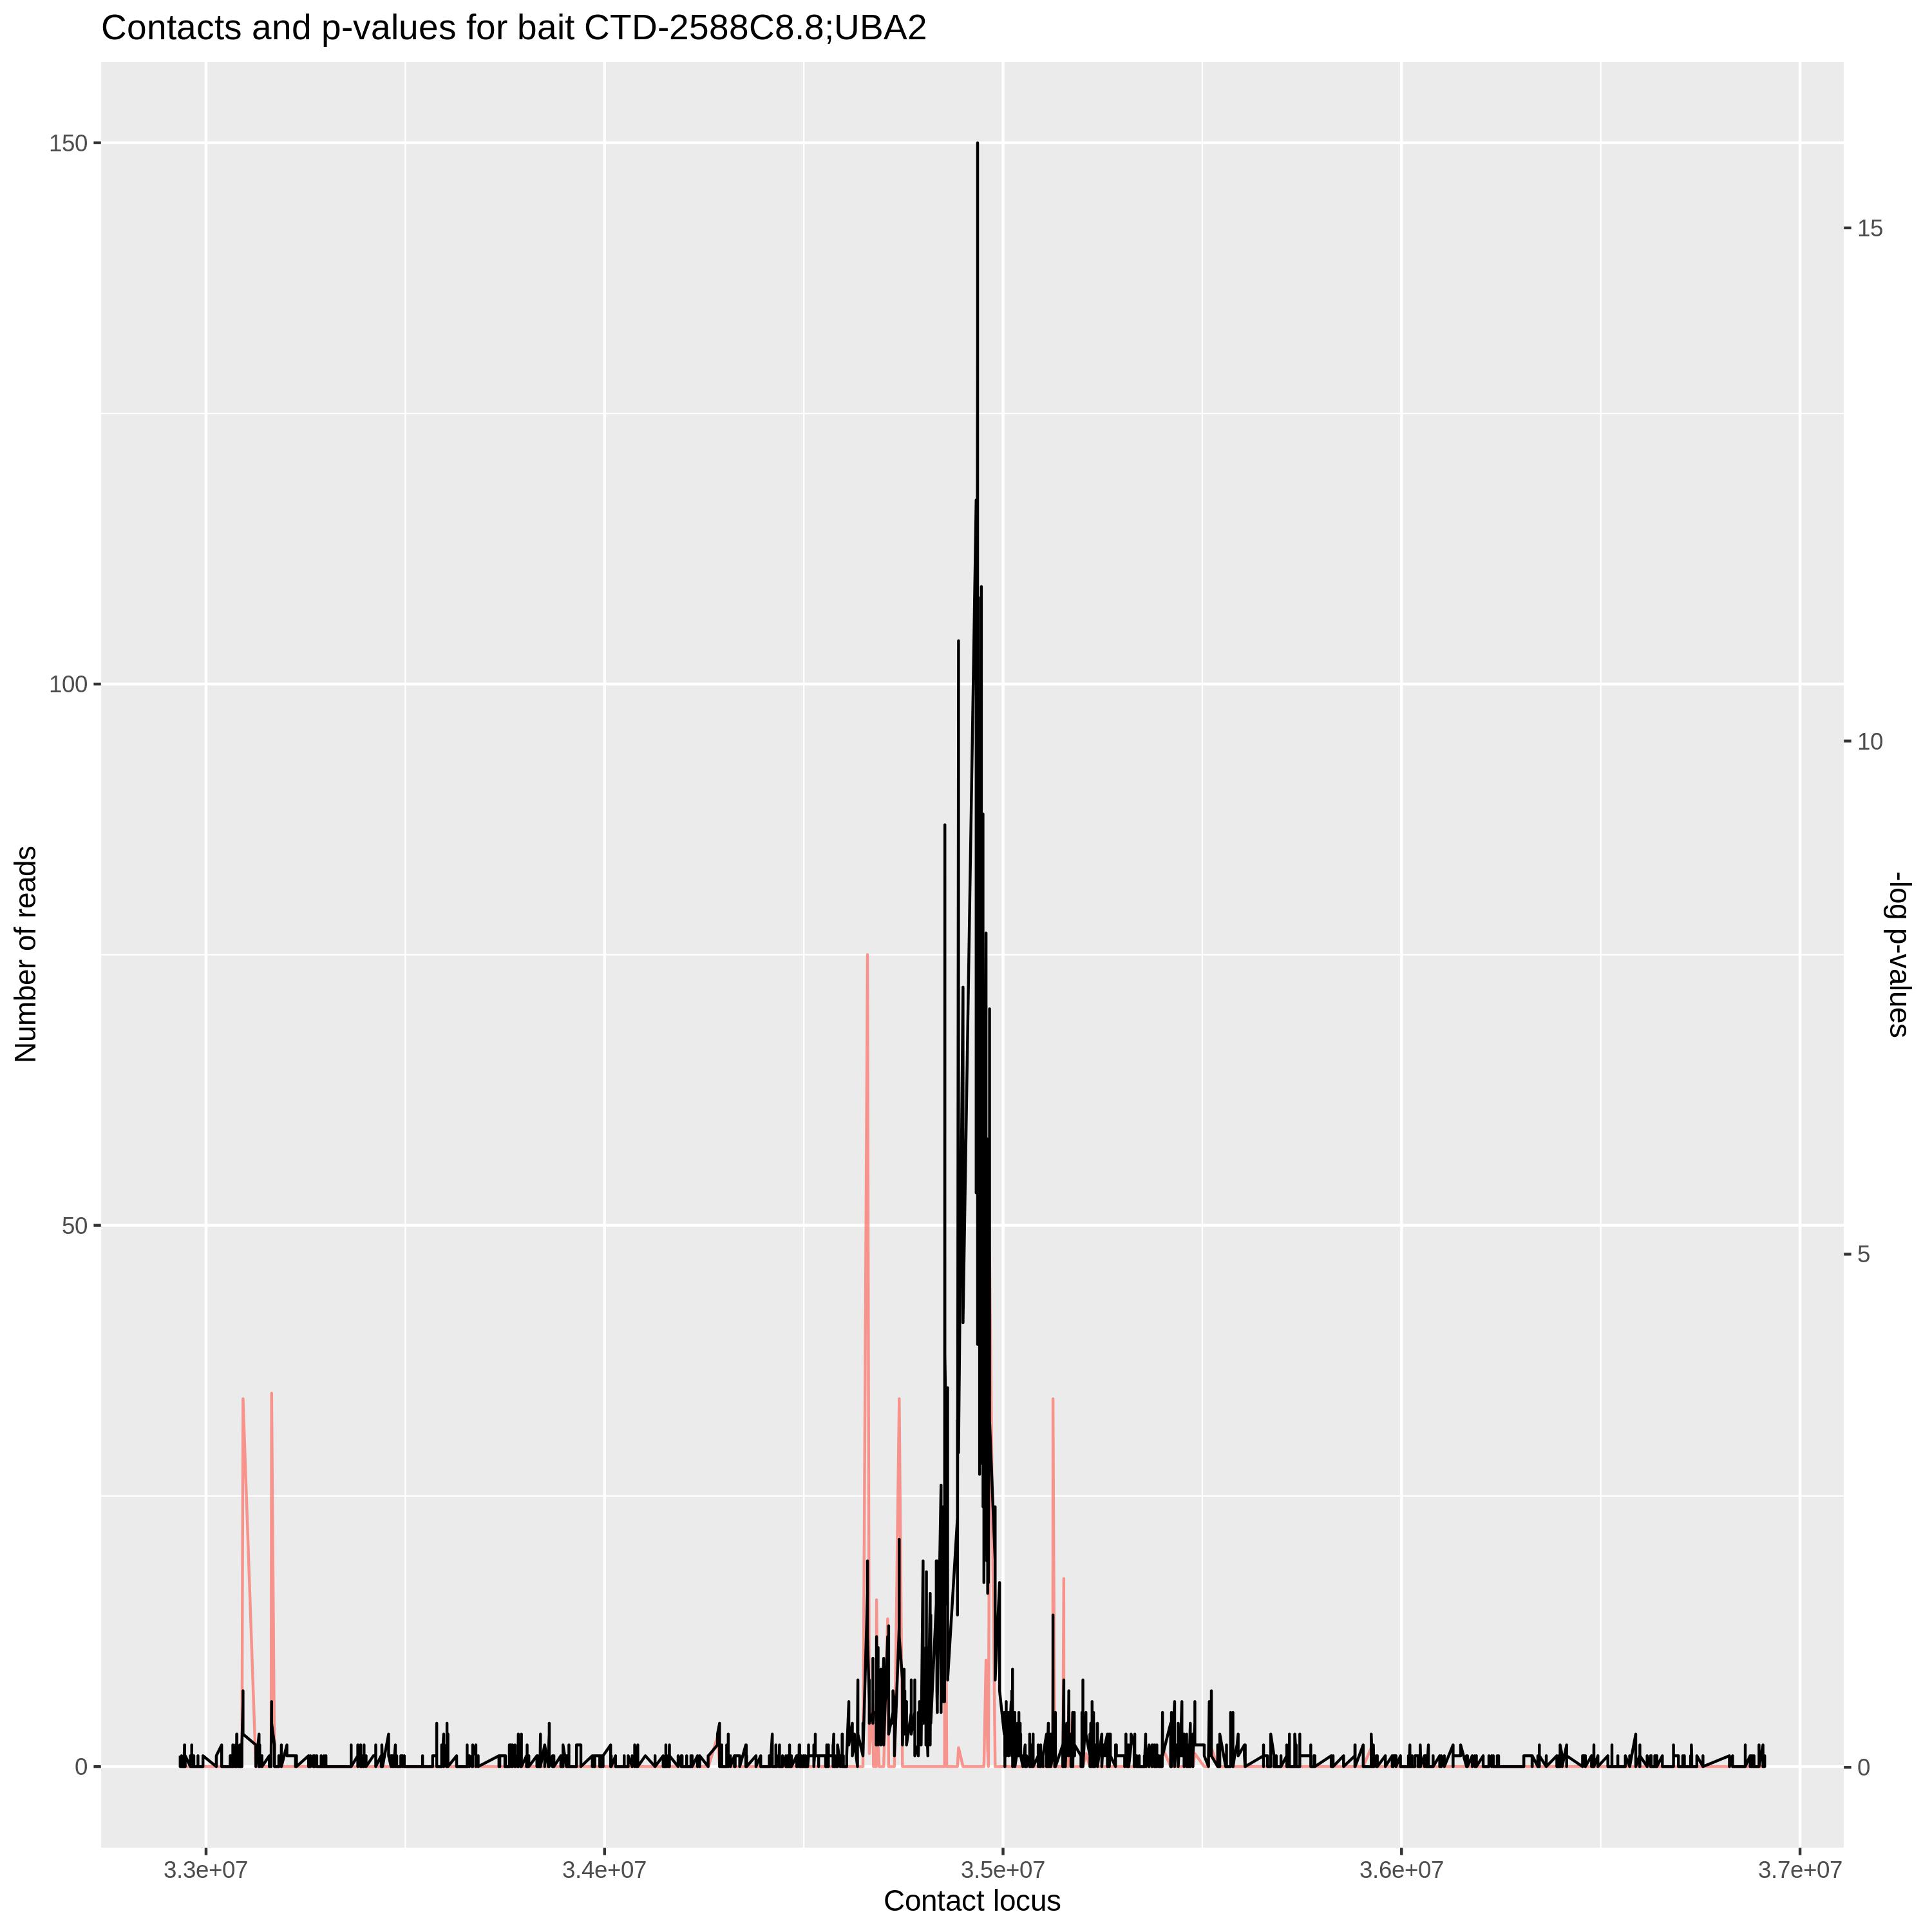 Contacts and p-values for bait CTD-2588C8.8;UBA2
150
100
50
0
Number of reads
15
10
5
0
-log p-values
3.3e+07 3.4e+07 3.5e+07 3.6e+07 3.7e+07
Contact locus